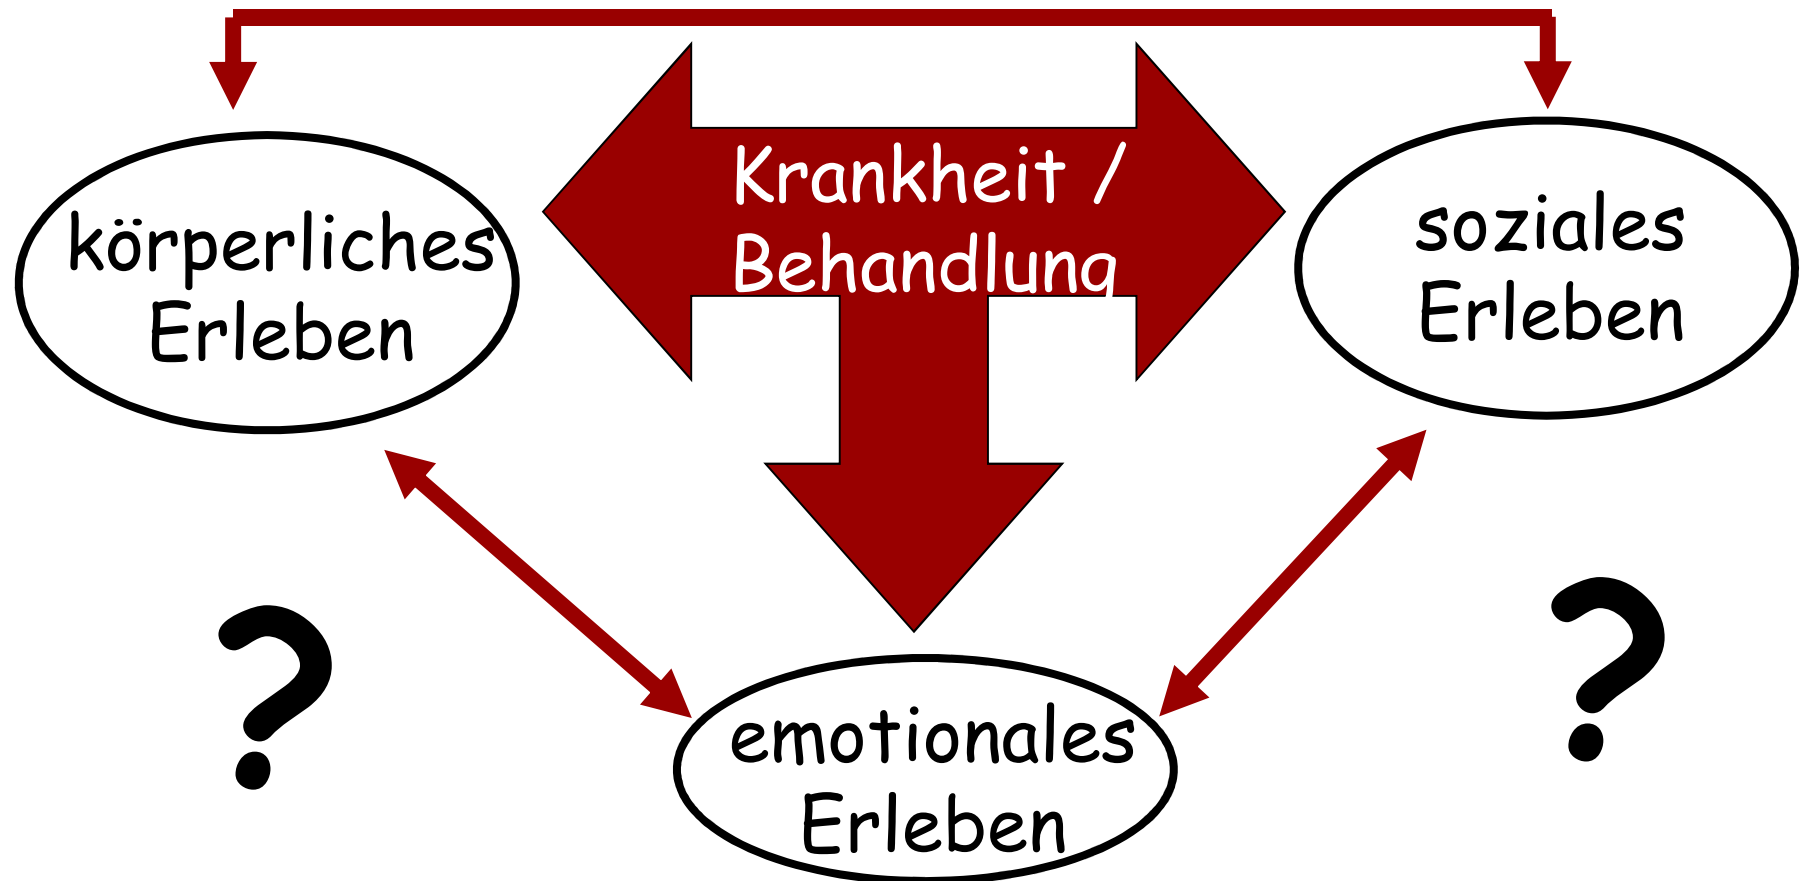 Krankheit /
Behandlung
körperliches
Erleben
soziales
Erleben
?
?
emotionales
Erleben